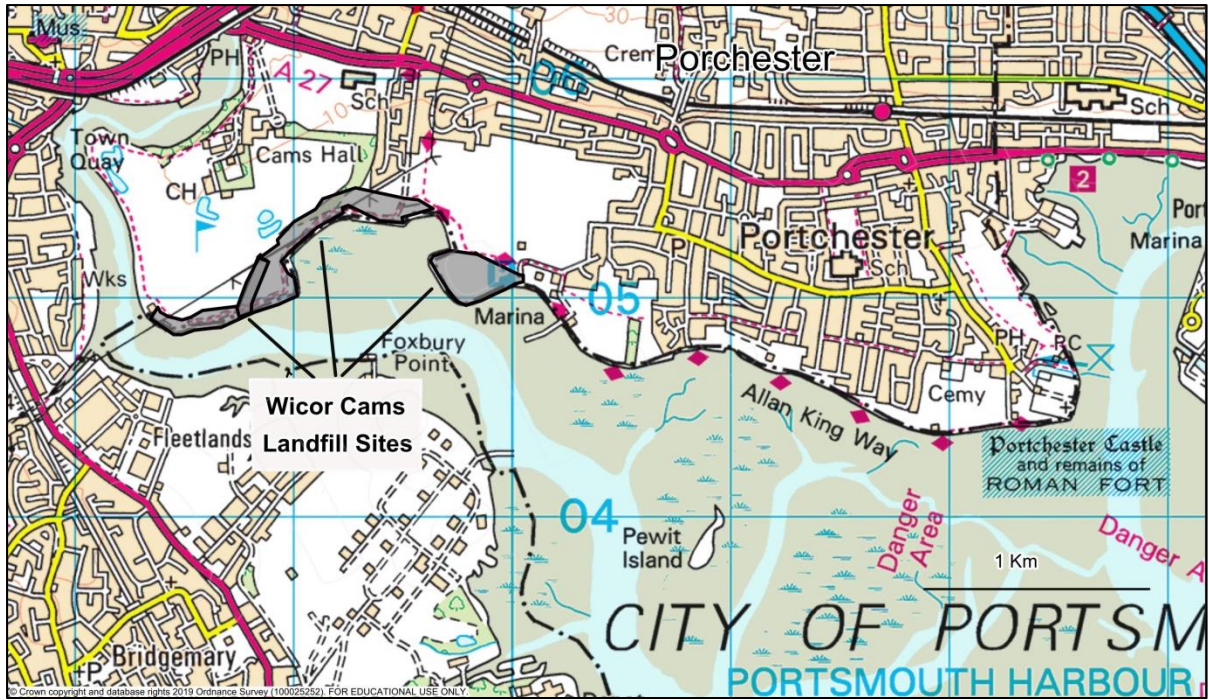 Mus
PH
A 27
Sch
Crem
Porchester
06
Sch
Town
Quay
Cams Hall
CH
2
Port
Marina
P
Portchester
Sch
Wks
Marina
05
Foxbury
Point
PH
PC
Wicor Cams
Landfill Sites
Allan King Way
Cemy
Fleetlands
Portchester Castle
and remains of
ROMAN FORT
04
Pewit
Island
Danger
Area
Danger A
1 Km
CITY OF PORTSM
Bridgemary
P
PORTSMOUTH HARBOUR
© Crown copyright and database rights 2019 Ordnance Survey (100025252). FOR EDUCATIONAL USE ONLY.